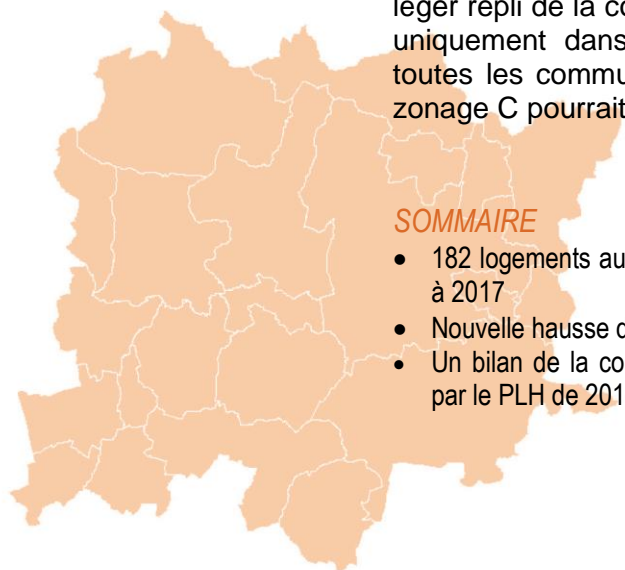 léger repli de la co
uniquement dans
toutes les commu
zonage C pourrait
SOMMAIRE
• 182 logements au
à 2017
• Nouvelle hausse d
• Un bilan de la co
par le PLH de 201